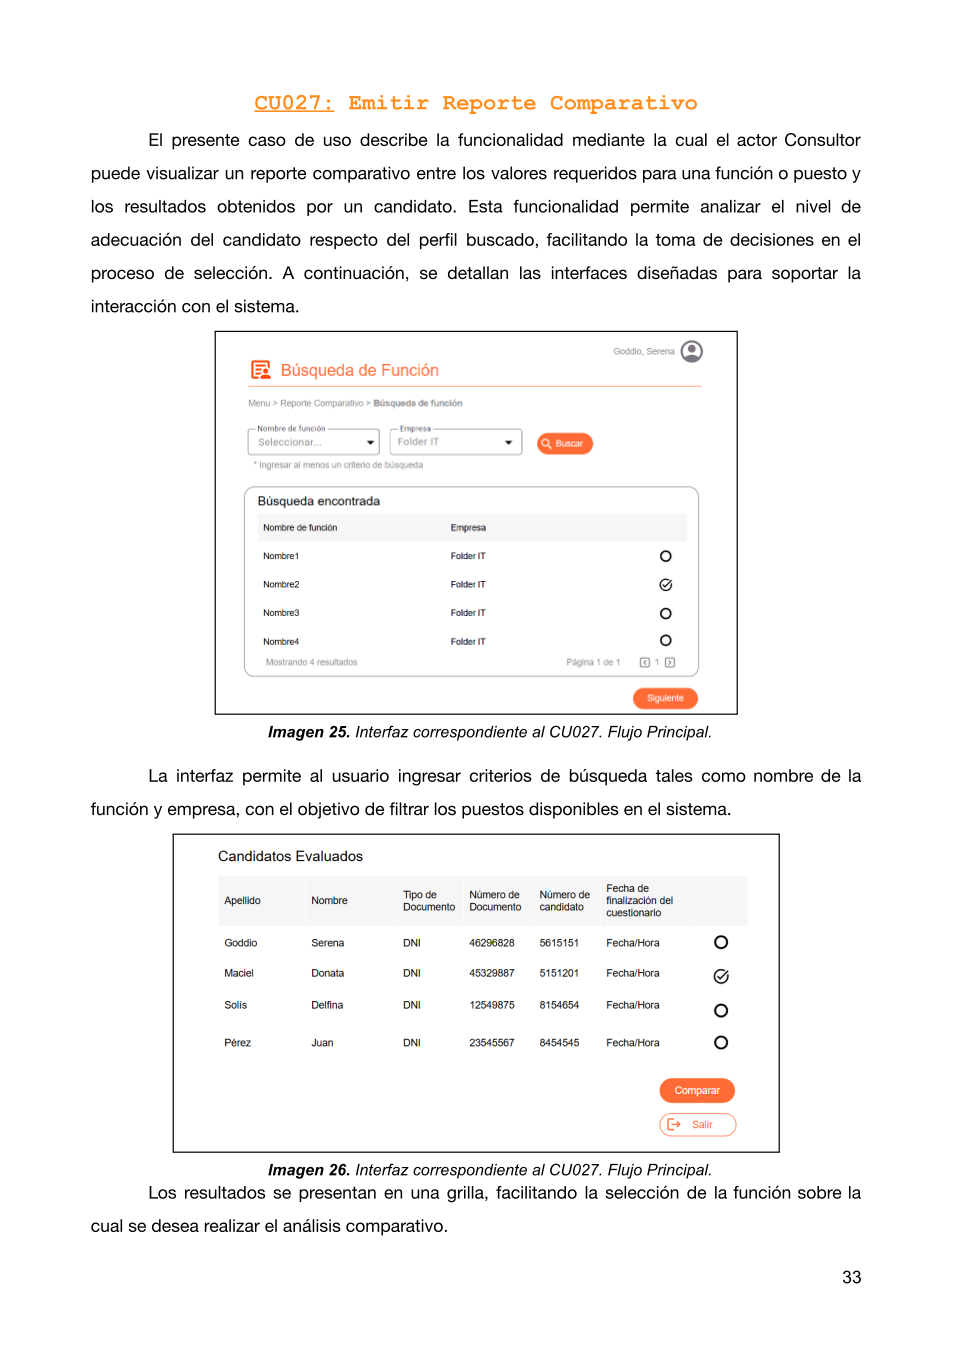 CU027: Emitir Reporte Comparativo
El presente caso de uso describe la funcionalidad mediante la cual el actor Consultor
puede visualizar un reporte comparativo entre los valores requeridos para una función o puesto y
los resultados obtenidos por un candidato. Esta funcionalidad permite analizar el nivel de
adecuación del candidato respecto del perfil buscado, facilitando la toma de decisiones en el
proceso de selección. A continuación, se detallan las interfaces diseñadas para soportar la
interacción con el sistema.
Goddio, Serena
Búsqueda de Función
Menu > Reporte Comparativo > Búsqueda de función
Nombre de función Empresa
Seleccionar... Folder IT Buscar
* Ingresar al menos un criterio de búsqueda
Búsqueda encontrada
Nombre de función Empresa
Nombre1 Folder IT
Nombre2 Folder IT
Nombre3 Folder IT
Nombre4 Folder IT
Mostrando 4 resultados Página 1 de 1 < 1 >
Siguiente
Imagen 25. Interfaz correspondiente al CU027. Flujo Principal.
La interfaz permite al usuario ingresar criterios de búsqueda tales como nombre de la
función y empresa, con el objetivo de filtrar los puestos disponibles en el sistema.
Candidatos Evaluados
Apellido Nombre Tipo de Documento Número de Documento Número de candidato Fecha de finalización del cuestionario
Goddio Serena DNI 46296828 5615151 Fecha/Hora
Maciel Donata DNI 45329887 5151201 Fecha/Hora
Solís Delfina DNI 12549875 8154654 Fecha/Hora
Pérez Juan DNI 23545567 8454545 Fecha/Hora
Comparar
Salir
Imagen 26. Interfaz correspondiente al CU027. Flujo Principal.
Los resultados se presentan en una grilla, facilitando la selección de la función sobre la
cual se desea realizar el análisis comparativo.
33